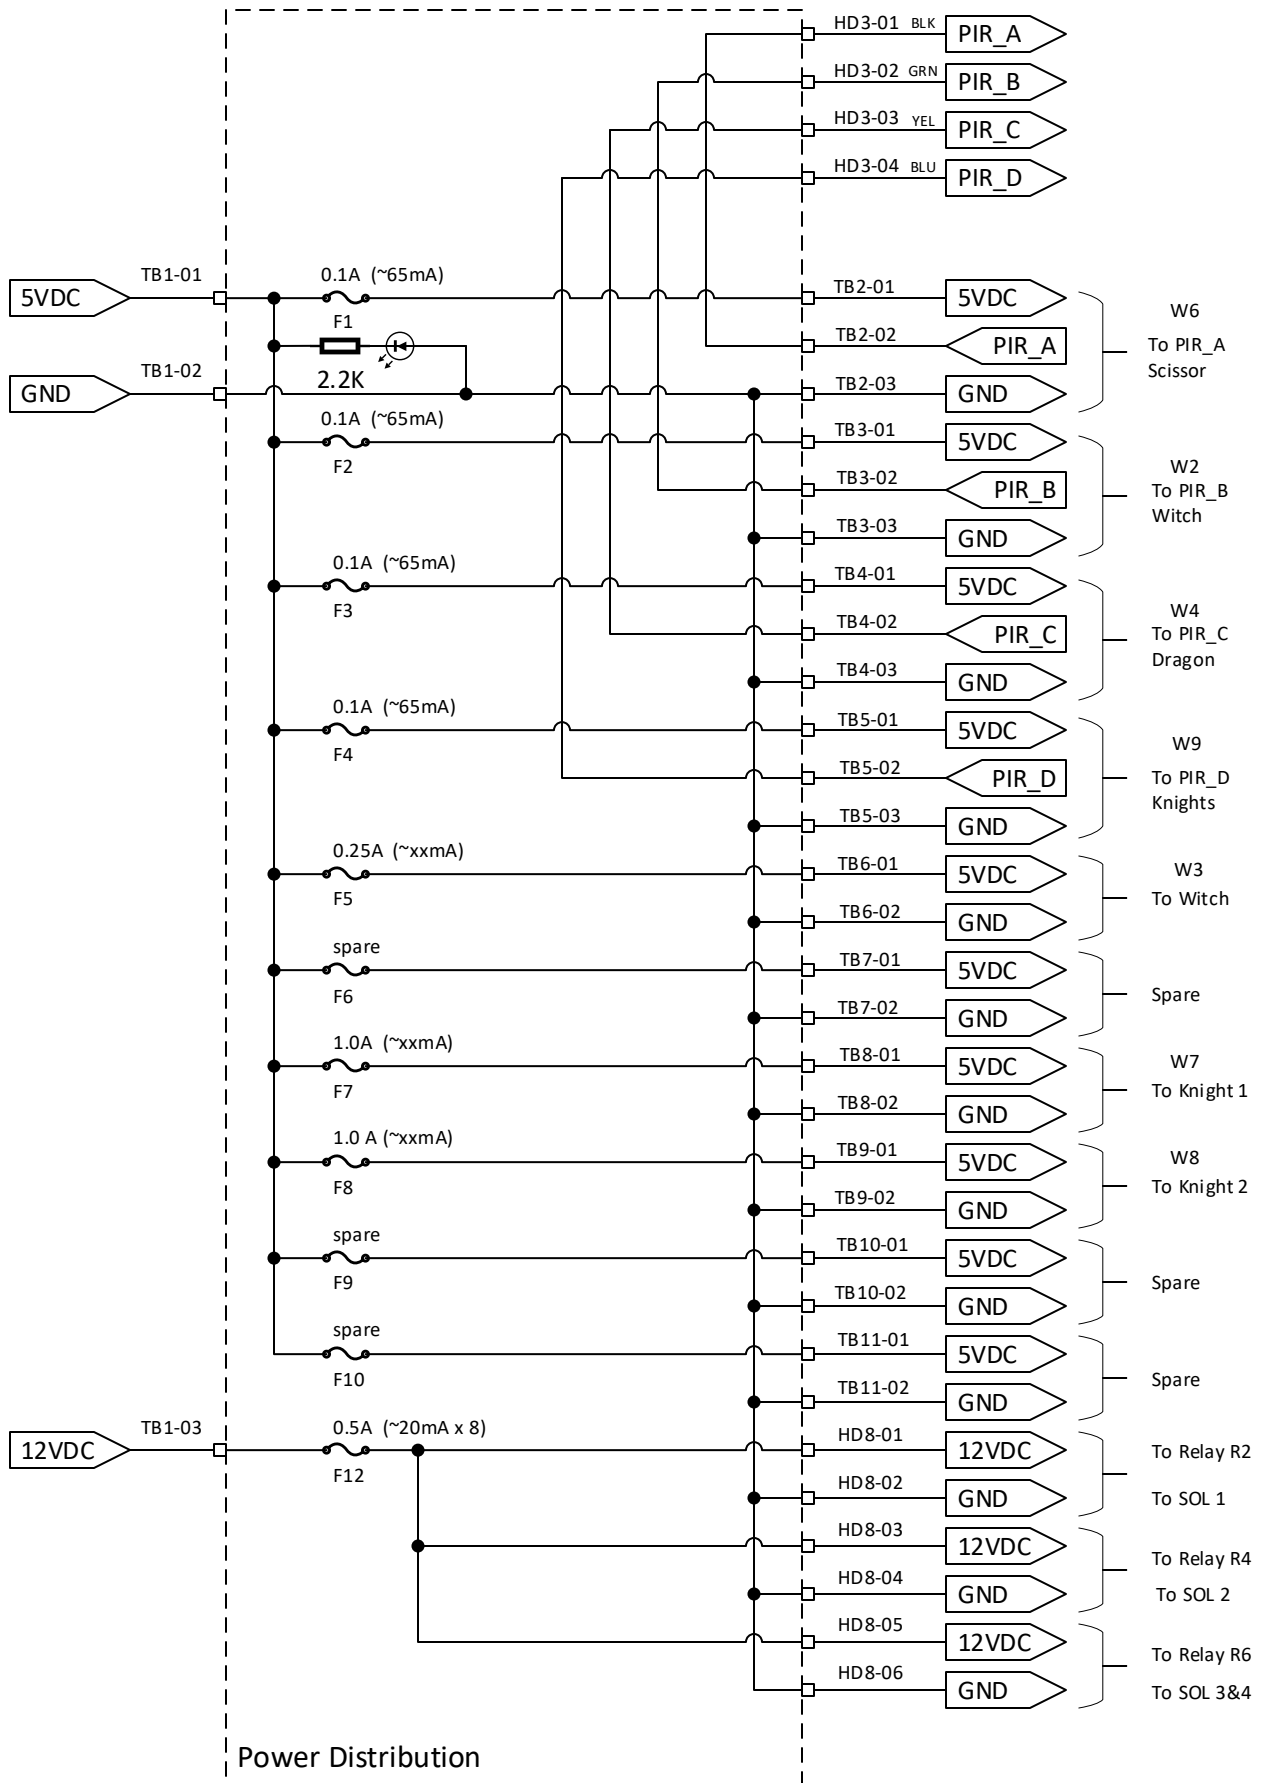 HD3-01 BLK PIR_A
HD3-02 GRN PIR_B
HD3-03 YEL PIR_C
HD3-04 BLU PIR_D
5VDC TB1-01 0.1A (~65mA) TB2-01 5VDC
F1
W6
TB2-02 PIR_A
To PIR_A
Scissor
2.2K
GND TB1-02 TB2-03 GND
0.1A (~65mA) TB3-01 5VDC
F2
W2
TB3-02 PIR_B
To PIR_B
Witch
TB3-03 GND
0.1A (~65mA) TB4-01 5VDC
F3
W4
TB4-02 PIR_C
To PIR_C
Dragon
TB4-03 GND
0.1A (~65mA) TB5-01 5VDC
F4
W9
TB5-02 PIR_D
To PIR_D
Knights
TB5-03 GND
0.25A (~xxmA) TB6-01 5VDC
F5
W3
To Witch
TB6-02 GND
spare TB7-01 5VDC
F6
Spare
TB7-02 GND
1.0A (~xxmA) TB8-01 5VDC
F7
W7
To Knight 1
TB8-02 GND
1.0 A (~xxmA) TB9-01 5VDC
F8
W8
To Knight 2
TB9-02 GND
spare TB10-01 5VDC
F9
Spare
TB10-02 GND
spare TB11-01 5VDC
F10
Spare
TB11-02 GND
12VDC TB1-03 0.5A (~20mA x 8) HD8-01 12VDC
F12
To Relay R2
HD8-02 GND
To SOL 1
HD8-03 12VDC
To Relay R4
HD8-04 GND
To SOL 2
HD8-05 12VDC
To Relay R6
HD8-06 GND
To SOL 3&4
Power Distribution